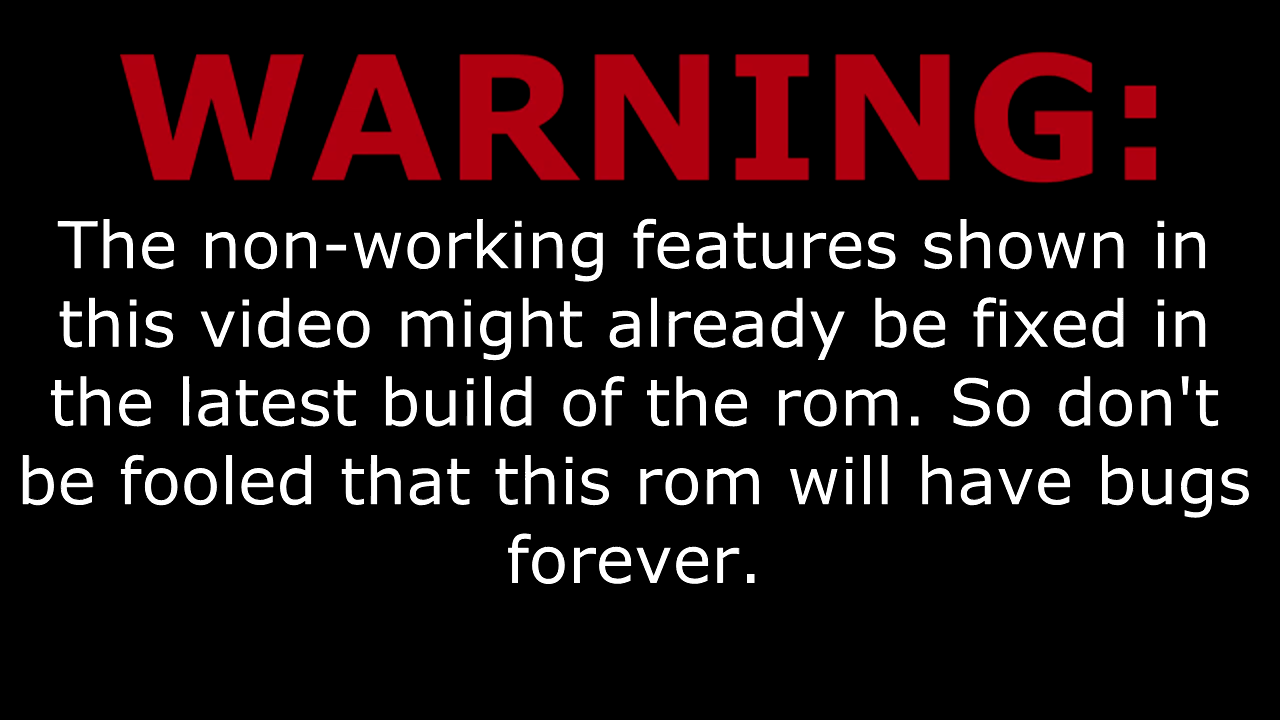 WARNING:
The non-working features shown in
this video might already be fixed in
the latest build of the rom. So don't
be fooled that this rom will have bugs
forever.